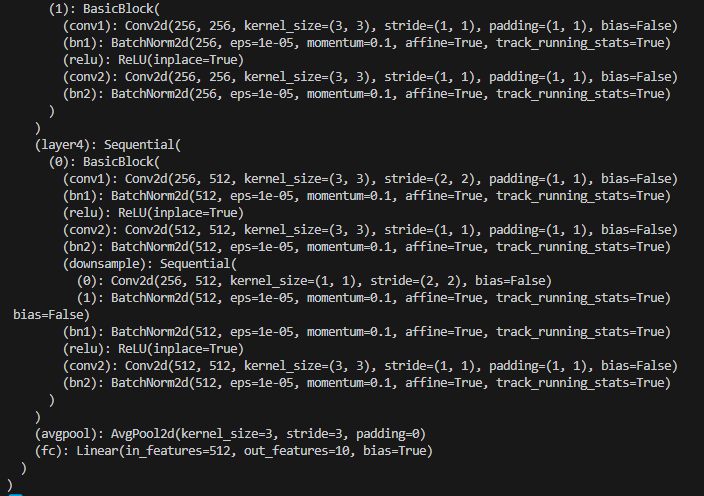 (1): BasicBlock(
(conv1): Conv2d(256, 256, kernel_size=(3, 3), stride=(1, 1), padding=(1, 1), bias=False)
(bn1): BatchNorm2d(256, eps=1e-05, momentum=0.1, affine=True, track_running_stats=True)
(relu): ReLU(inplace=True)
(conv2): Conv2d(256, 256, kernel_size=(3, 3), stride=(1, 1), padding=(1, 1), bias=False)
(bn2): BatchNorm2d(256, eps=1e-05, momentum=0.1, affine=True, track_running_stats=True)
)
)
(layer4): Sequential(
(0): BasicBlock(
(conv1): Conv2d(256, 512, kernel_size=(3, 3), stride=(2, 2), padding=(1, 1), bias=False)
(bn1): BatchNorm2d(512, eps=1e-05, momentum=0.1, affine=True, track_running_stats=True)
(relu): ReLU(inplace=True)
(conv2): Conv2d(512, 512, kernel_size=(3, 3), stride=(1, 1), padding=(1, 1), bias=False)
(bn2): BatchNorm2d(512, eps=1e-05, momentum=0.1, affine=True, track_running_stats=True)
(downsample): Sequential(
(0): Conv2d(256, 512, kernel_size=(1, 1), stride=(2, 2), bias=False)
(1): BatchNorm2d(512, eps=1e-05, momentum=0.1, affine=True, track_running_stats=True)
bias=False)
(bn1): BatchNorm2d(512, eps=1e-05, momentum=0.1, affine=True, track_running_stats=True)
(relu): ReLU(inplace=True)
(conv2): Conv2d(512, 512, kernel_size=(3, 3), stride=(1, 1), padding=(1, 1), bias=False)
(bn2): BatchNorm2d(512, eps=1e-05, momentum=0.1, affine=True, track_running_stats=True)
)
)
(avgpool): AvgPool2d(kernel_size=3, stride=3, padding=0)
(fc): Linear(in_features=512, out_features=10, bias=True)
)
)